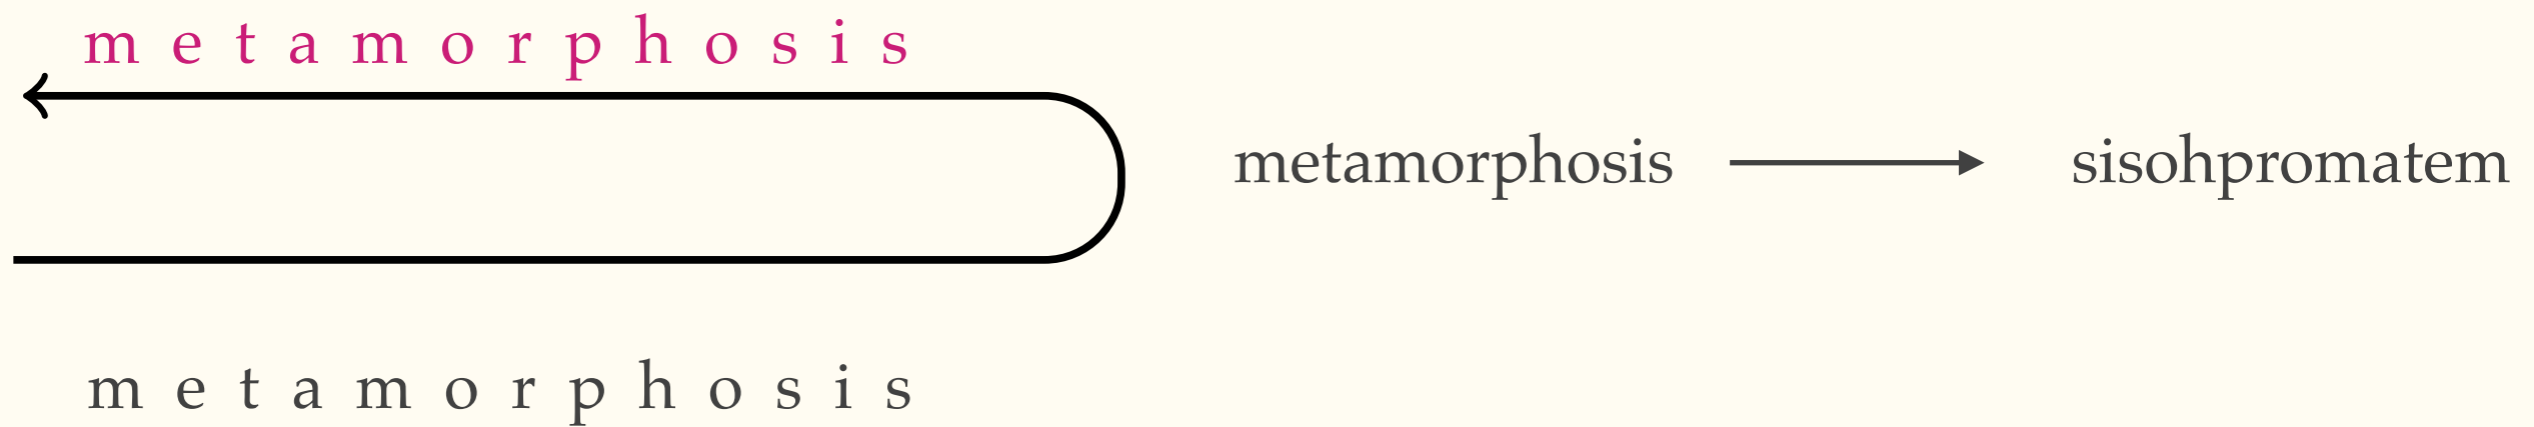 m e t a m o r p h o s i s
metamorphosis sisohpromatem
m e t a m o r p h o s i s